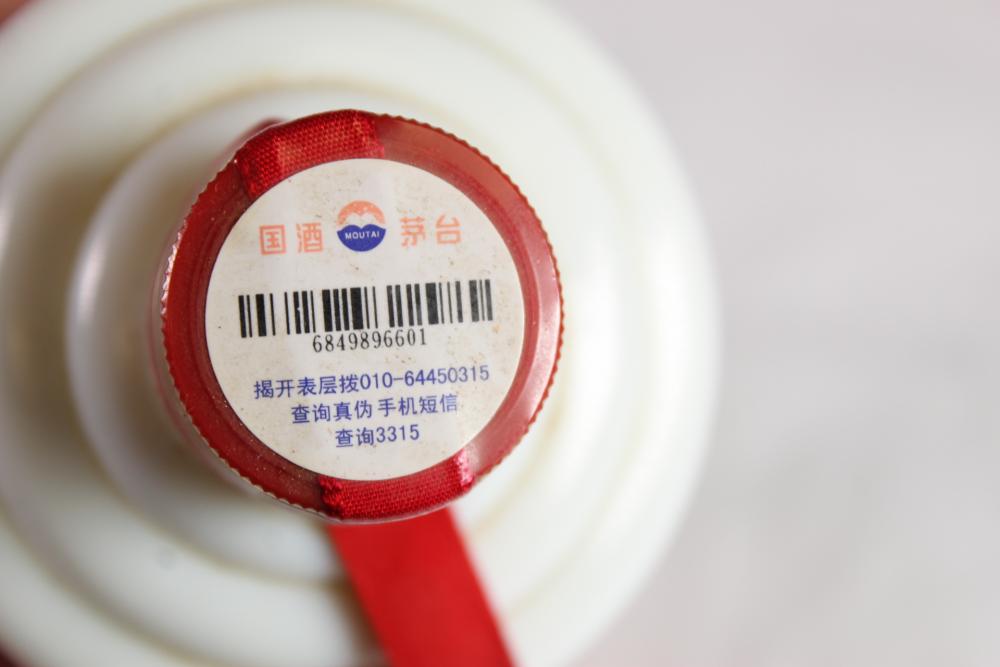 国酒 MOUTAI 茅台
6849896601
揭开表层拨010-64450315
查询真伪 手机短信
查询3315